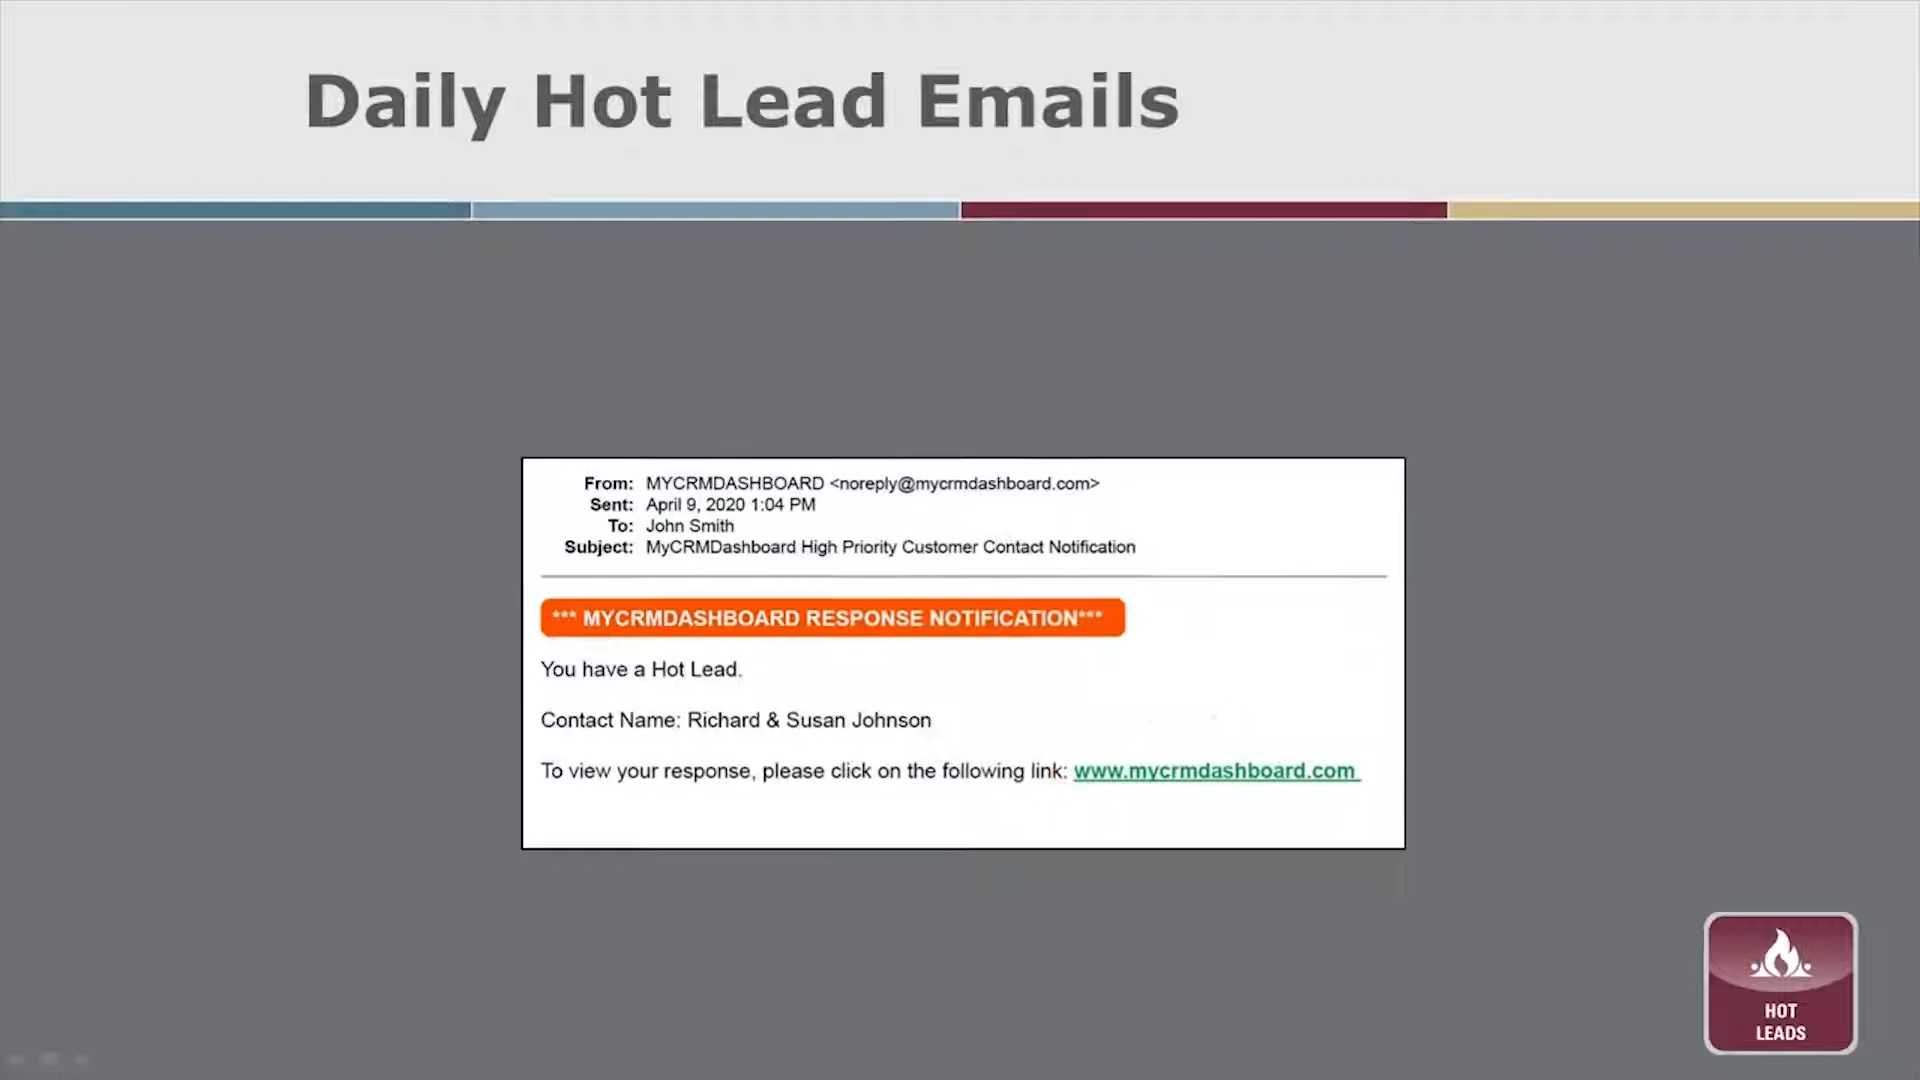 Daily Hot Lead Emails
From: MYCRMDASHBOARD <noreply@mycrmdashboard.com>
Sent: April 9, 2020 1:04 PM
To: John Smith
Subject: MyCRMDashboard High Priority Customer Contact Notification
*** MYCRMDASHBOARD RESPONSE NOTIFICATION***
You have a Hot Lead.
Contact Name: Richard & Susan Johnson
To view your response, please click on the following link: www.mycrmdashboard.com
HOT
LEADS